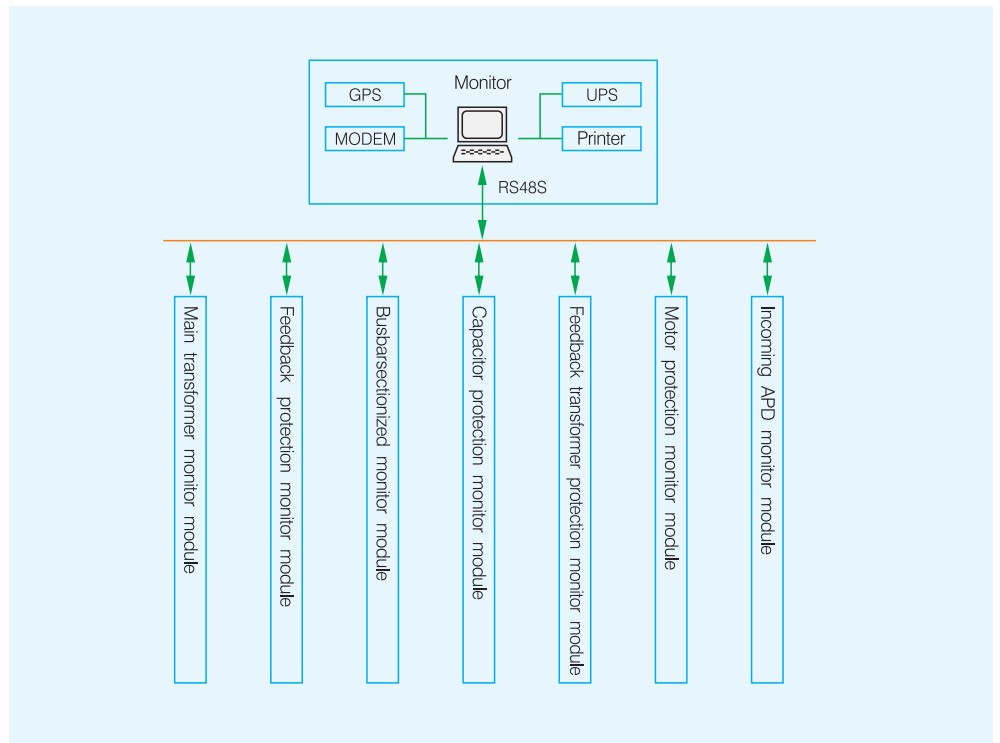 Monitor
GPS
UPS
MODEM
Printer
RS48S
Main transformer monitor module
Feedback protection monitor module
Busbarsectionized monitor module
Capacitor protection monitor module
Feedback transformer protection monitor module
Motor protection monitor module
Incoming APD monitor module